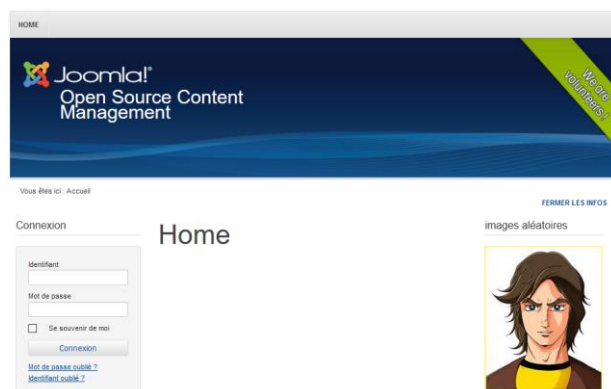 HOME
Joomla!®
Open Source Content
Management
We are
volunteers!
Vous êtes ici : Accueil
FERMER LES INFOS
Connexion
Home
images aléatoires
Identifiant
Mot de passe
Se souvenir de moi
Connexion
Mot de passe oublié ?
Identifiant oublié ?